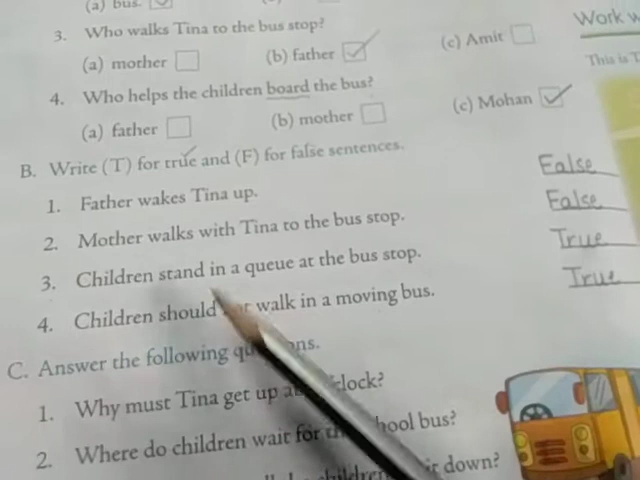 (a) bus.
3. Who walks Tina to the bus stop?
(a) mother (b) father (c) Amit
4. Who helps the children board the bus?
(a) father (b) mother (c) Mohan
Work
This is T
B. Write (T) for true and (F) for false sentences.
1. Father wakes Tina up. False
2. Mother walks with Tina to the bus stop. False
3. Children stand in a queue at the bus stop. True
4. Children should walk in a moving bus. True
C. Answer the following
1. Why must Tina get up
2. Where do children wait for bus?
down?